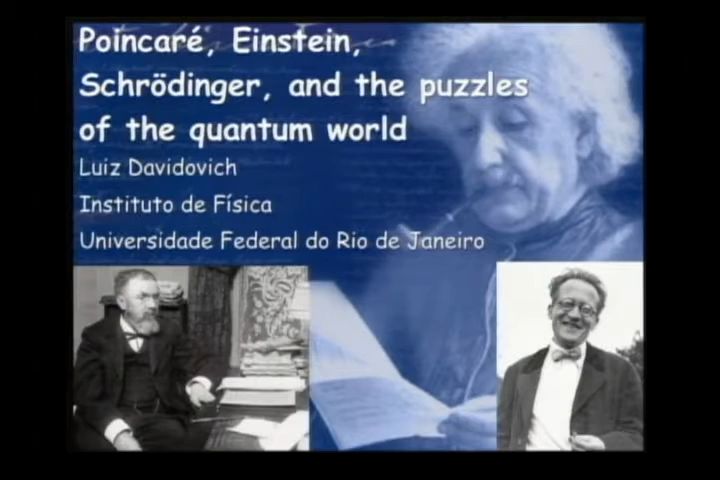 Poincaré, Einstein,
Schrödinger, and the puzzles
of the quantum world
Luiz Davidovich
Instituto de Física
Universidade Federal do Rio de Janeiro